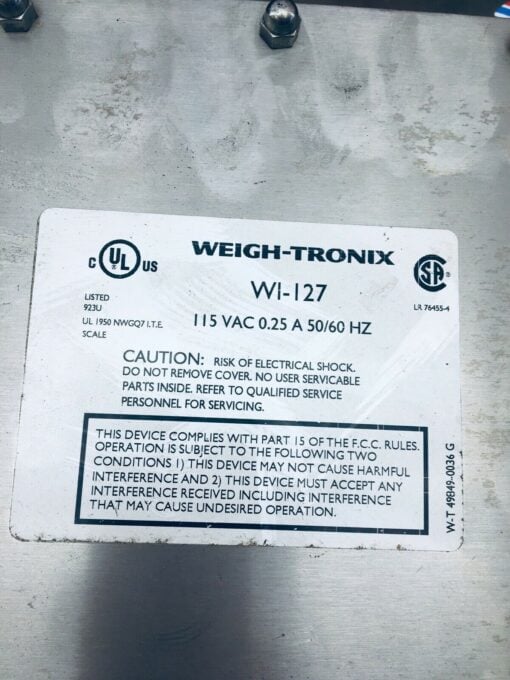 WEIGH-TRONIX
C UL US
WI-127
SA
LISTED
923U
UL 1950 NWGQ7 I.T.E.
SCALE
LR 76455-4
115 VAC 0.25 A 50/60 HZ
CAUTION: RISK OF ELECTRICAL SHOCK.
DO NOT REMOVE COVER. NO USER SERVICABLE
PARTS INSIDE. REFER TO QUALIFIED SERVICE
PERSONNEL FOR SERVICING.
THIS DEVICE COMPLIES WITH PART 15 OF THE F.C.C. RULES.
OPERATION IS SUBJECT TO THE FOLLOWING TWO
CONDITIONS 1) THIS DEVICE MAY NOT CAUSE HARMFUL
INTERFERENCE AND 2) THIS DEVICE MUST ACCEPT ANY
INTERFERENCE RECEIVED INCLUDING INTERFERENCE
THAT MAY CAUSE UNDESIRED OPERATION.
W-T 49849-0036 G